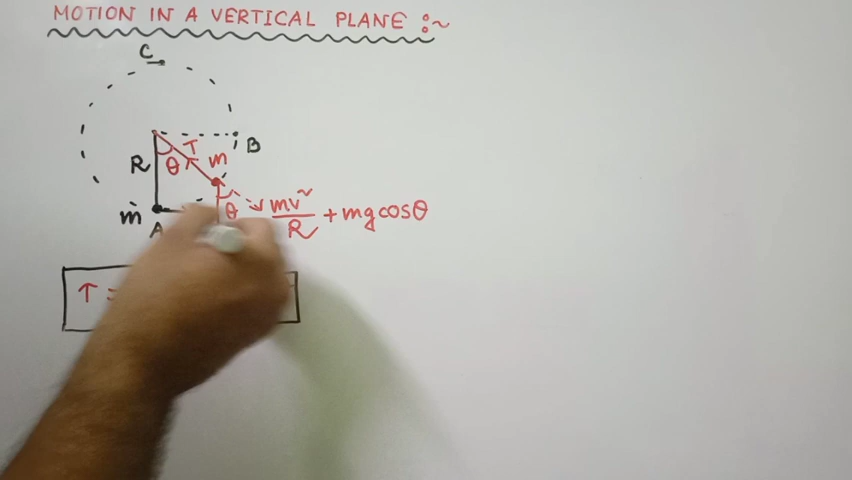 MOTION IN A VERTICAL PLANE :~
C
B
R
θ
T
m
m
A
θ
mv²/R + mg cosθ
T =